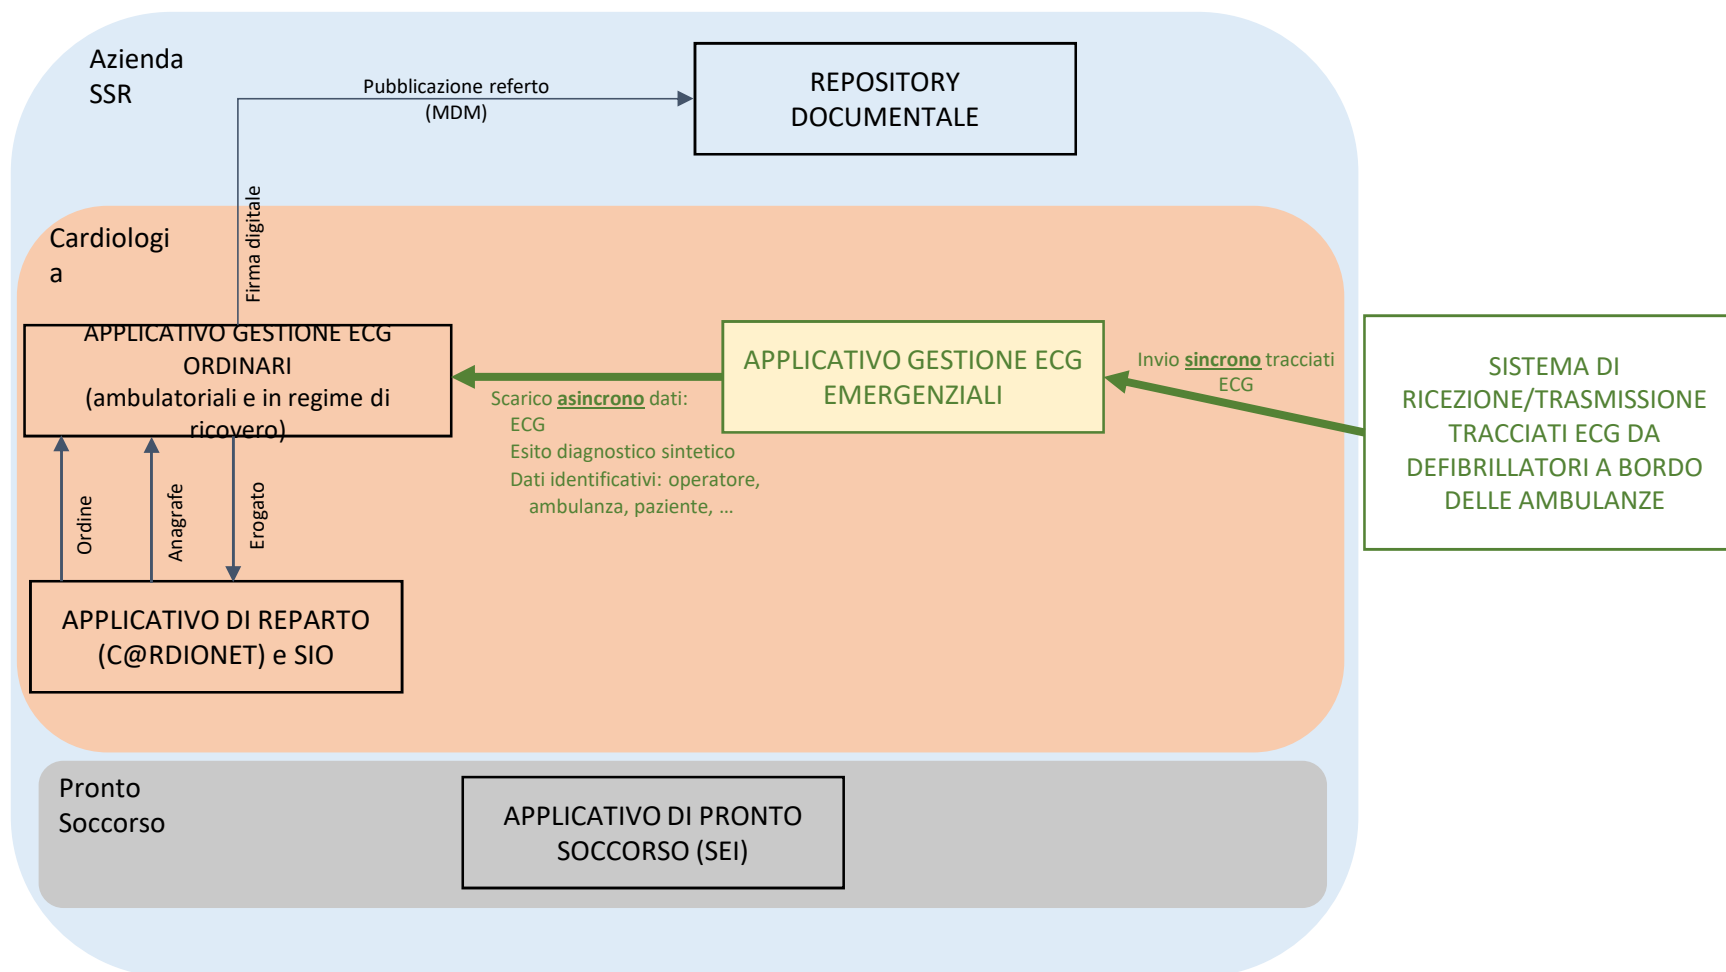 Azienda
SSR
Pubblicazione referto
(MDM)
REPOSITORY
DOCUMENTALE
Firma digitale
Cardiologi
a
APPLICATIVO GESTIONE ECG
ORDINARI
(ambulatoriali e in regime di
ricovero)
Scarico asincrono dati:
ECG
Esito diagnostico sintetico
Dati identificativi: operatore,
ambulanza, paziente, …
APPLICATIVO GESTIONE ECG
EMERGENZIALI
Invio sincrono tracciati
ECG
SISTEMA DI
RICEZIONE/TRASMISSIONE
TRACCIATI ECG DA
DEFIBRILLATORI A BORDO
DELLE AMBULANZE
Ordine
Anagrafe
Erogato
APPLICATIVO DI REPARTO
(C@RDIONET) e SIO
Pronto
Soccorso
APPLICATIVO DI PRONTO
SOCCORSO (SEI)